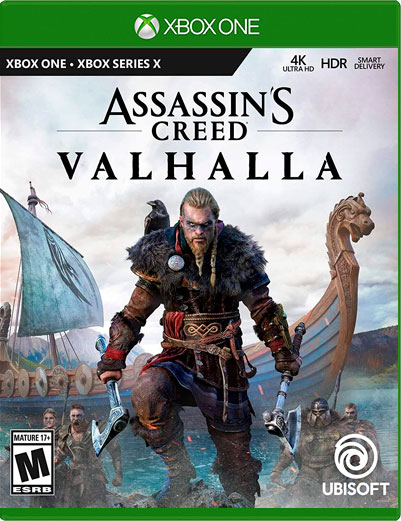 XBOX ONE
XBOX ONE • XBOX SERIES X
4K
ULTRA HD
HDR
SMART
DELIVERY
ASSASSIN'S
CREED
VALHALLA
MATURE 17+
M
ESRB
UBISOFT